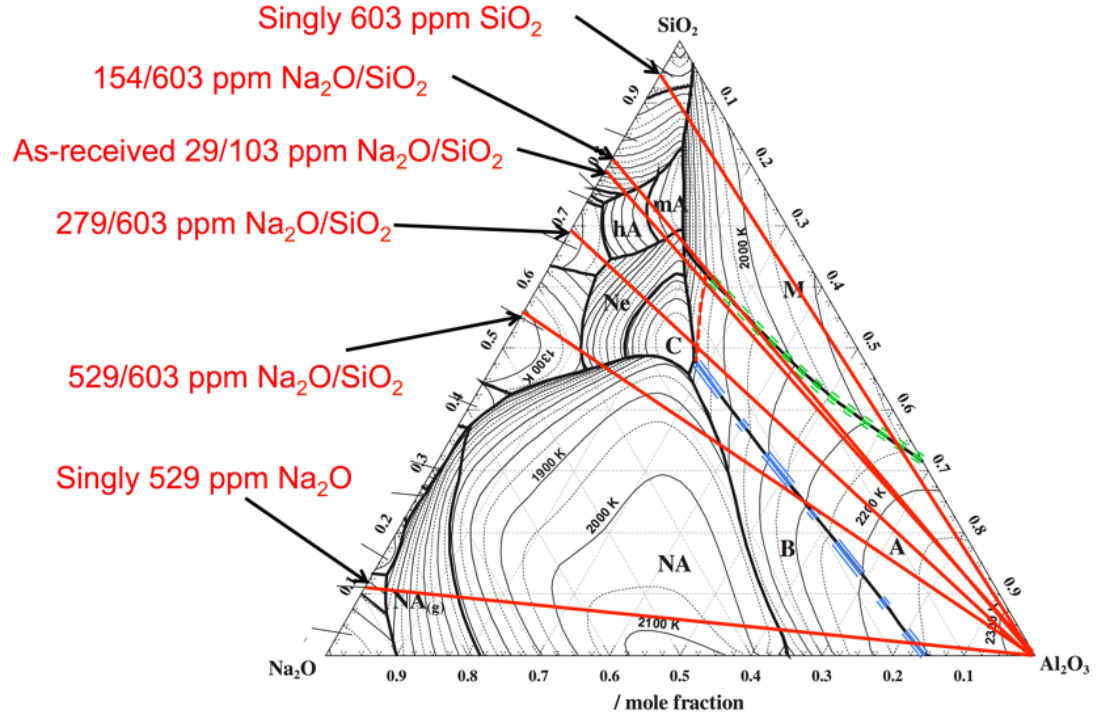 Singly 603 ppm SiO₂
SiO₂
154/603 ppm Na₂O/SiO₂
0.9
0.1
As-received 29/103 ppm Na₂O/SiO₂
0.2
279/603 ppm Na₂O/SiO₂
0.7
hA
mA
0.3
2000 K
0.6
Ne
M
0.4
0.5
C
1300 K
0.5
529/603 ppm Na₂O/SiO₂
0.4
0.6
Singly 529 ppm Na₂O
0.3
1900 K
0.7
0.2
2000 K
2200 K
0.8
B
A
NA
0.1
NA(g)
0.9
2100 K
2300 K
Na₂O
Al₂O₃
0.9 0.8 0.7 0.6 0.5 0.4 0.3 0.2 0.1
/ mole fraction